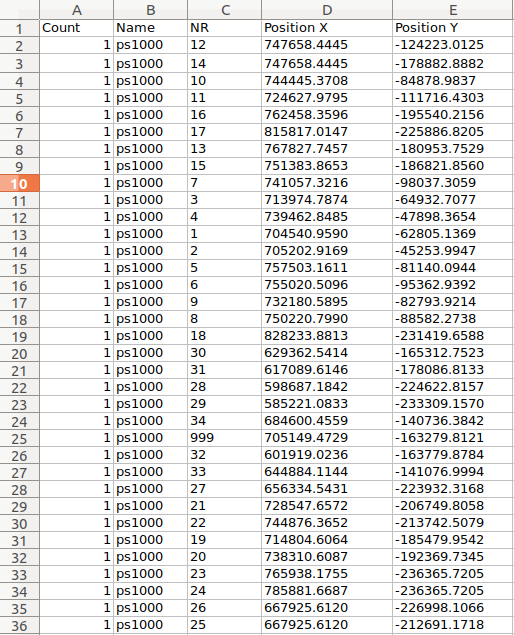 A B C D E
1 Count Name NR Position X Position Y
2 1 ps1000 12 747658.4445 -124223.0125
3 1 ps1000 14 747658.4445 -178882.8882
4 1 ps1000 10 744445.3708 -84878.9837
5 1 ps1000 11 724627.9795 -111716.4303
6 1 ps1000 16 762458.3596 -195540.2156
7 1 ps1000 17 815817.0147 -225886.8205
8 1 ps1000 13 767827.7457 -180953.7529
9 1 ps1000 15 751383.8653 -186821.8560
10 1 ps1000 7 741057.3216 -98037.3059
11 1 ps1000 3 713974.7874 -64932.7077
12 1 ps1000 4 739462.8485 -47898.3654
13 1 ps1000 1 704540.9590 -62805.1369
14 1 ps1000 2 705202.9169 -45253.9947
15 1 ps1000 5 757503.1611 -81140.0944
16 1 ps1000 6 755020.5096 -95362.9392
17 1 ps1000 9 732180.5895 -82793.9214
18 1 ps1000 8 750220.7990 -88582.2738
19 1 ps1000 18 828233.8813 -231419.6588
20 1 ps1000 30 629362.5414 -165312.7523
21 1 ps1000 31 617089.6146 -178086.8133
22 1 ps1000 28 598687.1842 -224622.8157
23 1 ps1000 29 585221.0833 -233309.1570
24 1 ps1000 34 684600.4559 -140736.3842
25 1 ps1000 999 705149.4729 -163279.8121
26 1 ps1000 32 601919.0236 -163779.8784
27 1 ps1000 33 644884.1144 -141076.9994
28 1 ps1000 27 656334.5431 -223932.3168
29 1 ps1000 21 728547.6572 -206749.8058
30 1 ps1000 22 744876.3652 -213742.5079
31 1 ps1000 19 714804.6064 -185479.9542
32 1 ps1000 20 738310.6087 -192369.7345
33 1 ps1000 23 765938.1755 -236365.7205
34 1 ps1000 24 785881.6687 -236365.7205
35 1 ps1000 26 667925.6120 -226998.1066
36 1 ps1000 25 667925.6120 -212691.1718